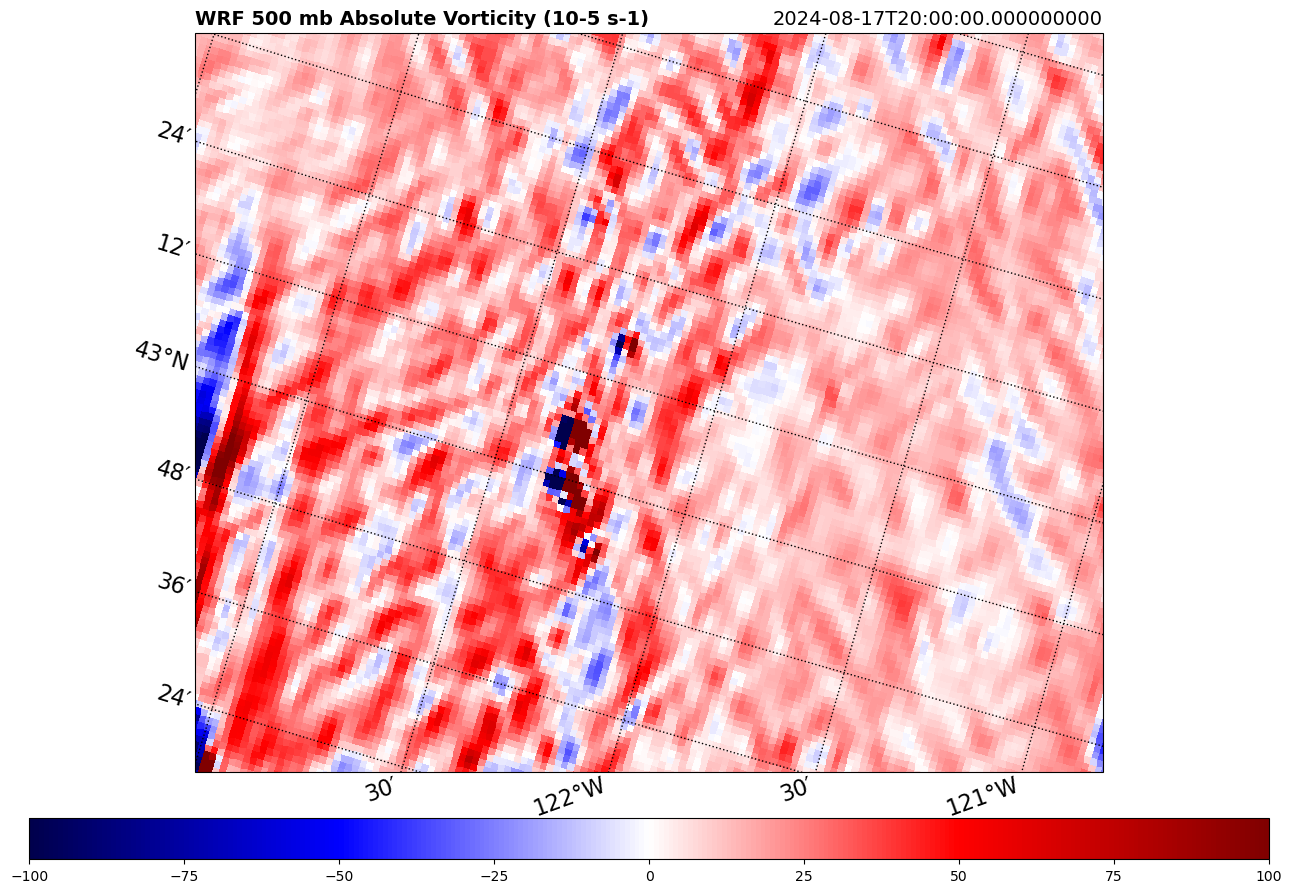 WRF 500 mb Absolute Vorticity (10-5 s-1) 2024-08-17T20:00:00.000000000
24′
12′
43°N
48′
36′
24′
30′ 122°W 30′ 121°W
−100 −75 −50 −25 0 25 50 75 100